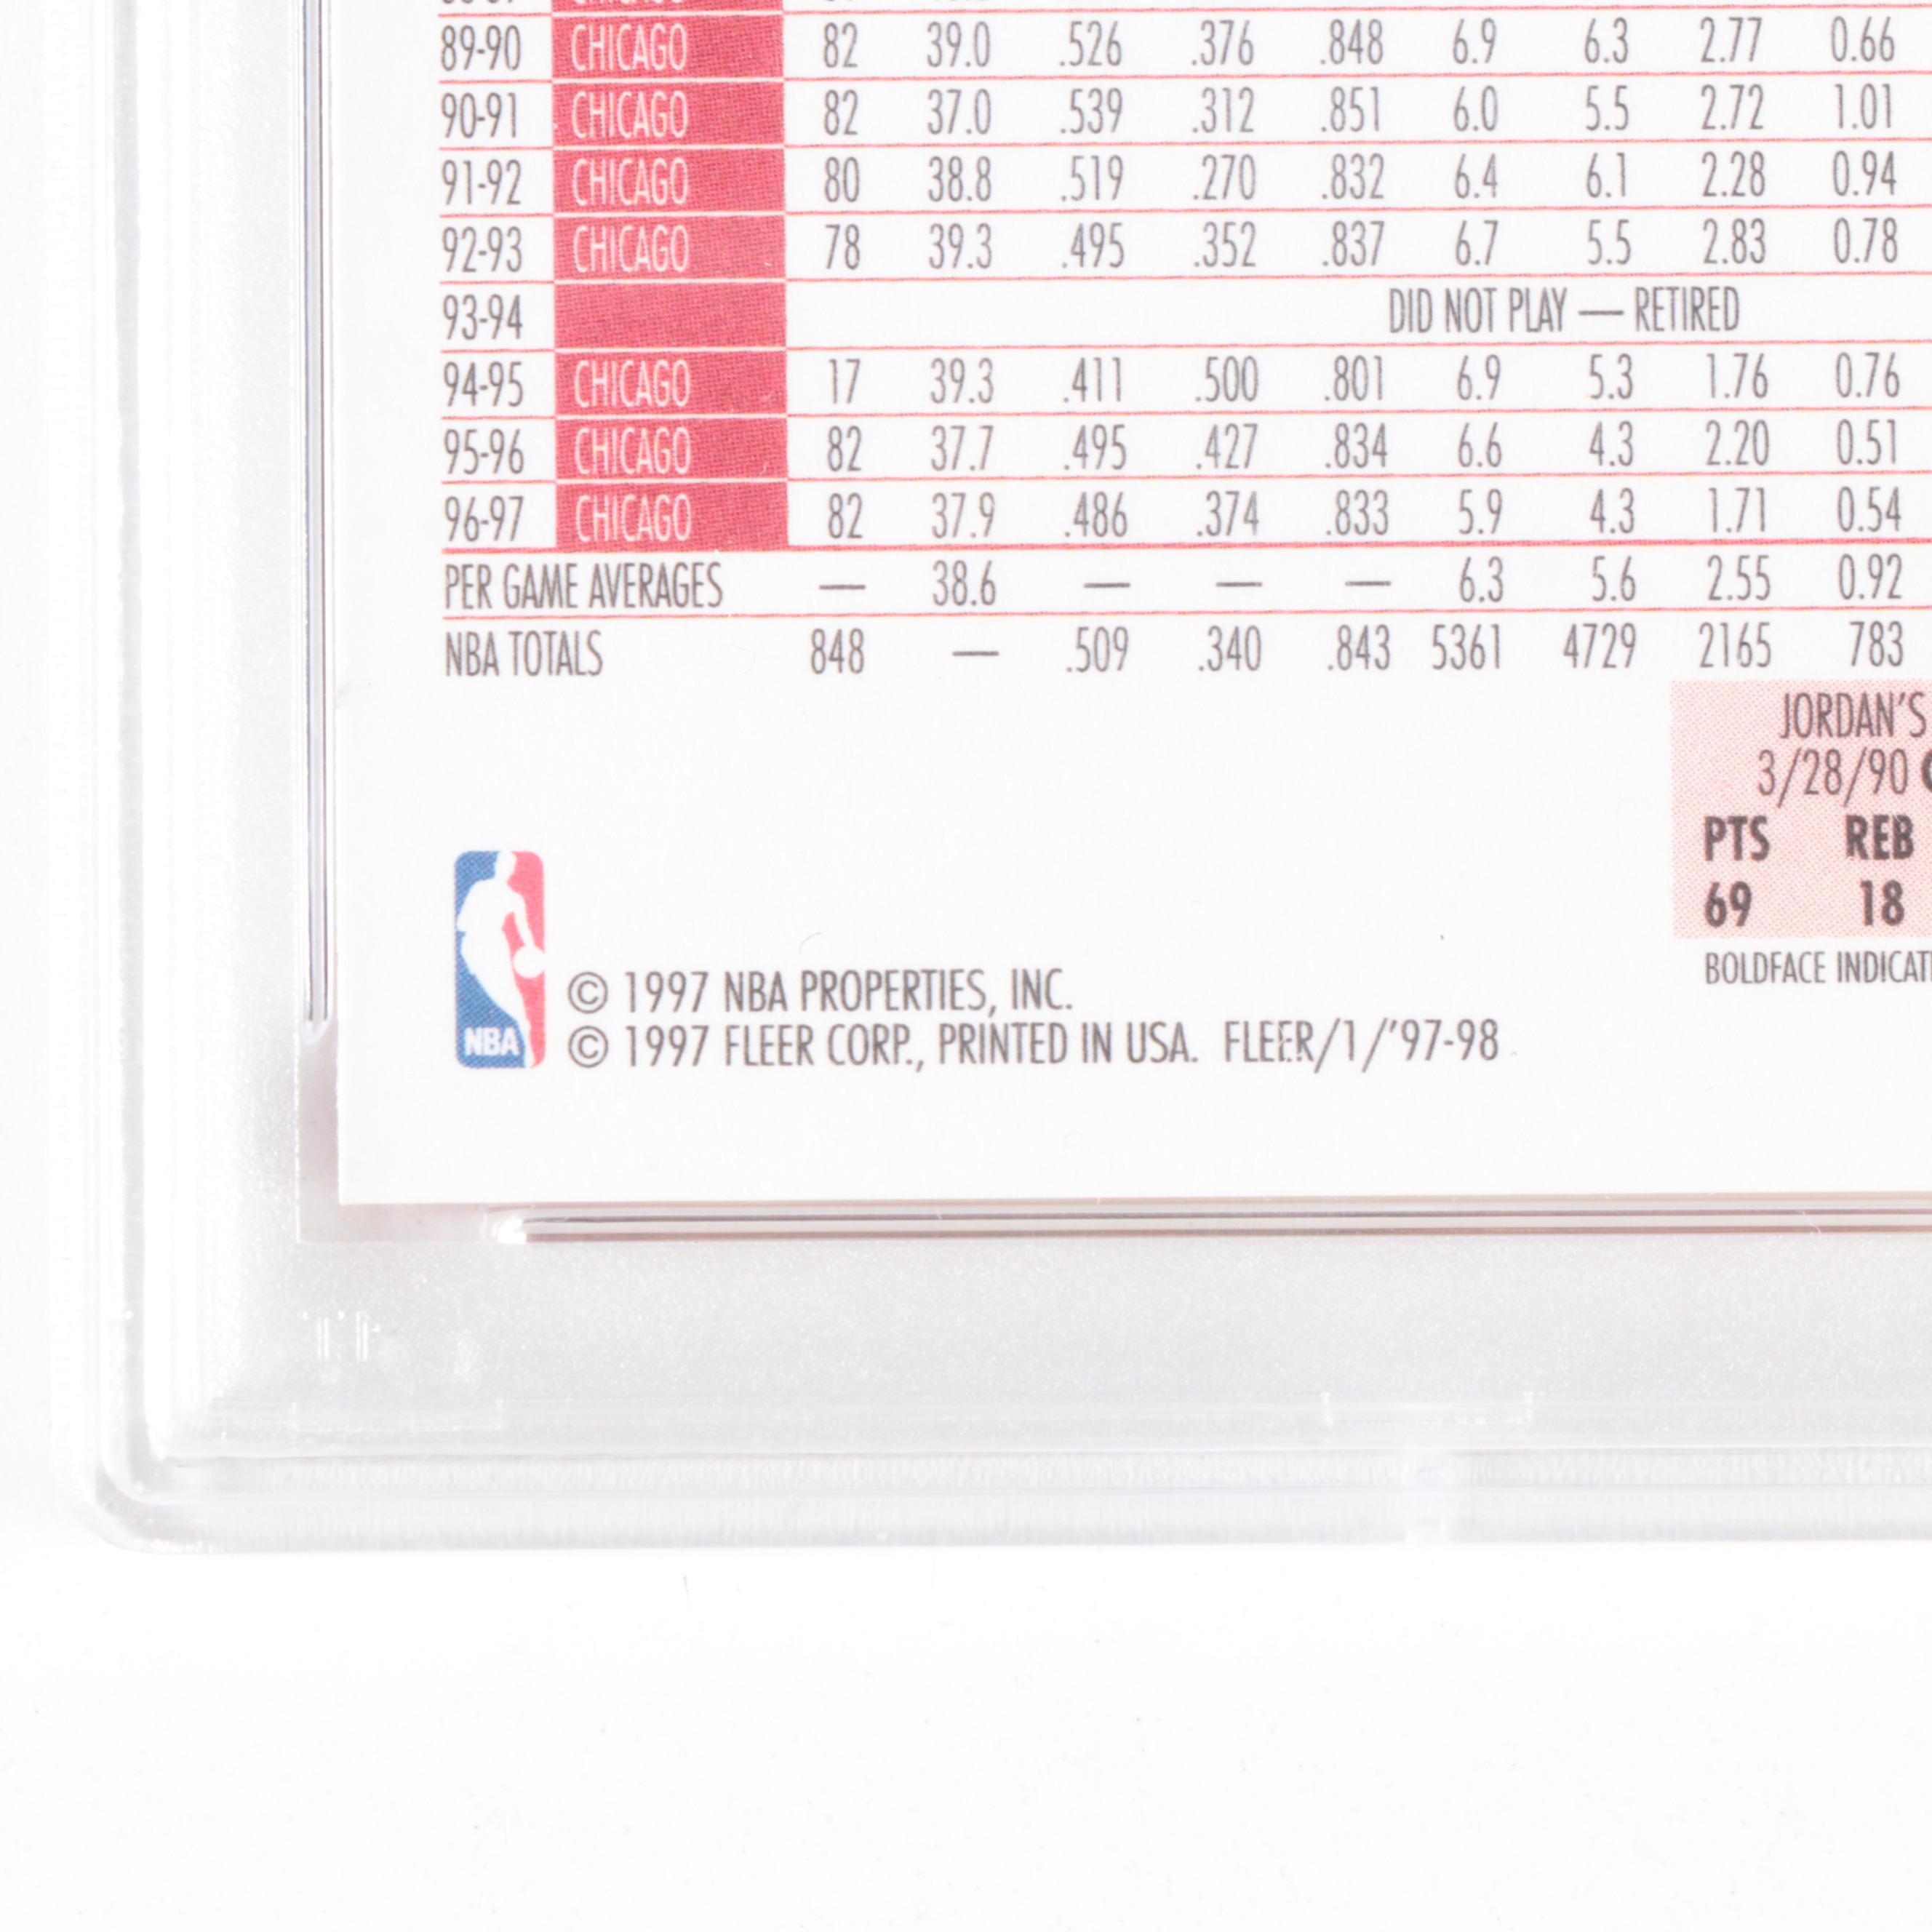 89-90 CHICAGO 82 39.0 .526 .376 .848 6.9 6.3 2.77 0.66
90-91 CHICAGO 82 37.0 .539 .312 .851 6.0 5.5 2.72 1.01
91-92 CHICAGO 80 38.8 .519 .270 .832 6.4 6.1 2.28 0.94
92-93 CHICAGO 78 39.3 .495 .352 .837 6.7 5.5 2.83 0.78
93-94 DID NOT PLAY — RETIRED
94-95 CHICAGO 17 39.3 .411 .500 .801 6.9 5.3 1.76 0.76
95-96 CHICAGO 82 37.7 .495 .427 .834 6.6 4.3 2.20 0.51
96-97 CHICAGO 82 37.9 .486 .374 .833 5.9 4.3 1.71 0.54
PER GAME AVERAGES — 38.6 — — — 6.3 5.6 2.55 0.92
NBA TOTALS 848 — .509 .340 .843 5361 4729 2165 783
JORDAN'S
3/28/90
PTS REB
69 18
BOLDFACE
NBA
© 1997 NBA PROPERTIES, INC.
© 1997 FLEER CORP., PRINTED IN USA. FLEER/1/'97-98